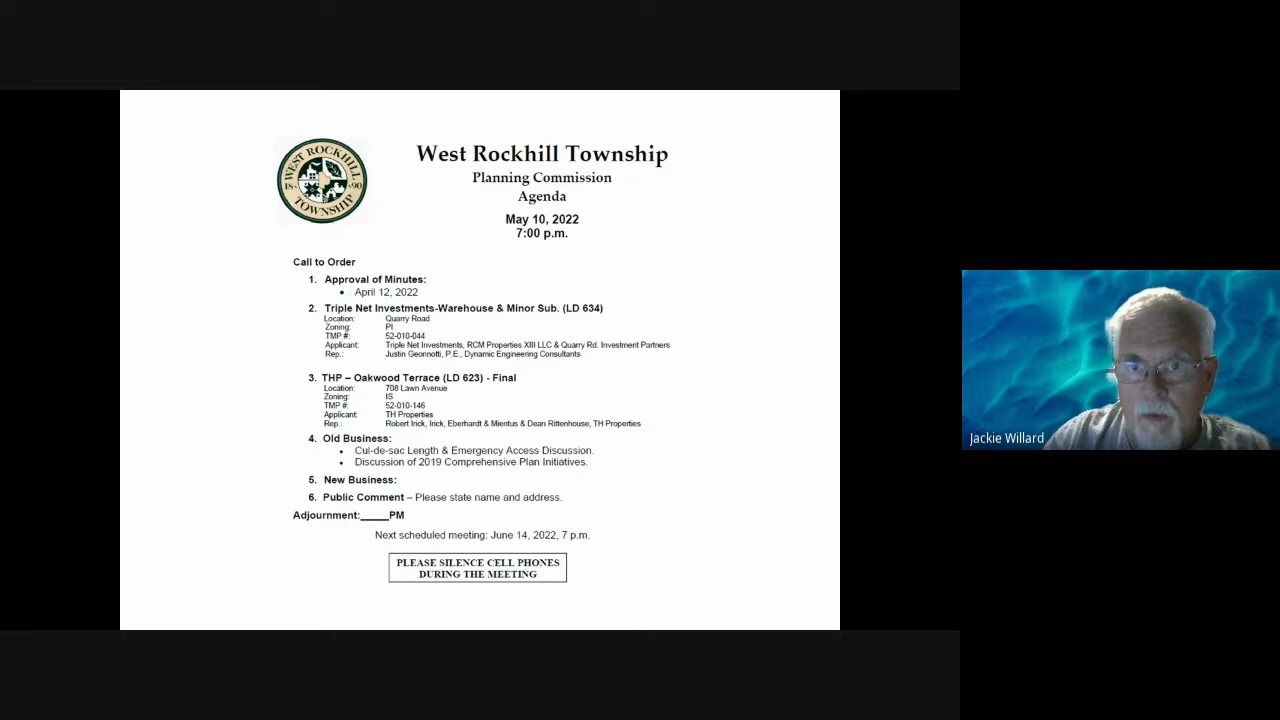 WEST ROCKHILL
18 90
TOWNSHIP
West Rockhill Township
Planning Commission
Agenda
May 10, 2022
7:00 p.m.
Call to Order
1. Approval of Minutes:
• April 12, 2022
2. Triple Net Investments-Warehouse & Minor Sub. (LD 634)
Location: Quarry Road
Zoning: PI
TMP #: 52-010-044
Applicant: Triple Net Investments, RCM Properties XIII LLC & Quarry Rd. Investment Partners
Rep.: Justin Geonnotti, P.E., Dynamic Engineering Consultants
3. THP – Oakwood Terrace (LD 623) - Final
Location: 708 Lawn Avenue
Zoning: IS
TMP #: 52-010-146
Applicant: TH Properties
Rep.: Robert Irick, Irick, Eberhardt & Mientus & Dean Rittenhouse, TH Properties
4. Old Business:
• Cul-de-sac Length & Emergency Access Discussion.
• Discussion of 2019 Comprehensive Plan Initiatives.
5. New Business:
6. Public Comment – Please state name and address.
Adjournment:_____PM
Next scheduled meeting: June 14, 2022, 7 p.m.
PLEASE SILENCE CELL PHONES
DURING THE MEETING
Jackie Willard